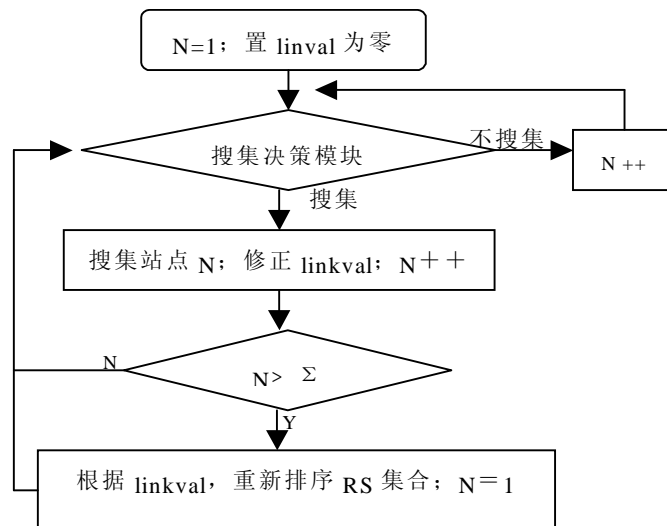 N=1；置 linval 为零
搜集决策模块
不搜集
N ++
搜集
搜集站点 N；修正 linkval；N＋＋
N
N> Σ
Y
根据 linkval，重新排序 RS 集合；N＝1